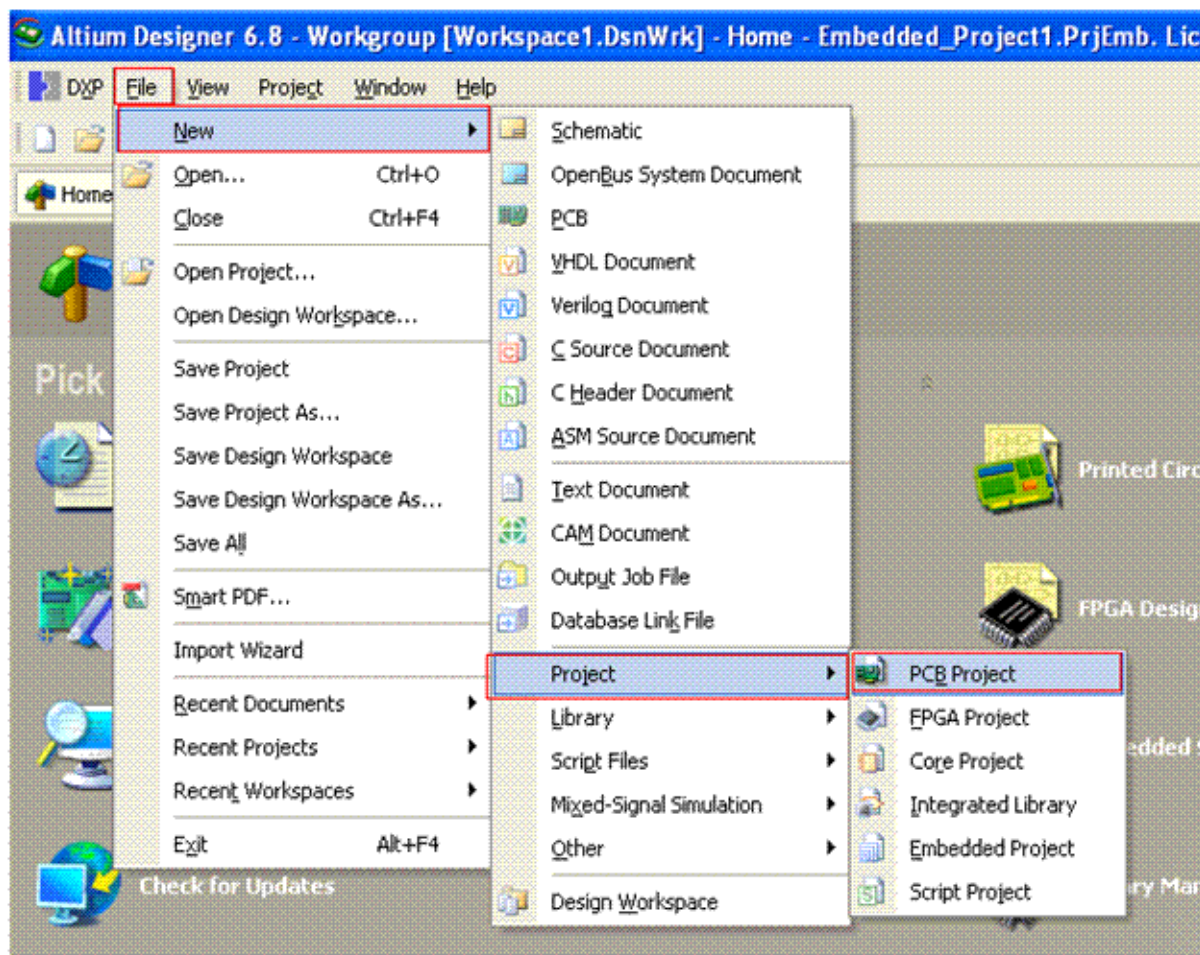 Altium Designer 6.8 - Workgroup [Workspace1.DsnWrk] - Home - Embedded_Project1.PrjEmb. Lic
DXP File View Project Window Help
Home
New
Open... Ctrl+O
Close Ctrl+F4
Open Project...
Open Design Workspace...
Save Project
Save Project As...
Save Design Workspace
Save Design Workspace As...
Save All
Smart PDF...
Import Wizard
Recent Documents
Recent Projects
Recent Workspaces
Exit Alt+F4
Schematic
OpenBus System Document
PCB
VHDL Document
Verilog Document
C Source Document
C Header Document
ASM Source Document
Text Document
CAM Document
Output Job File
Database Link File
Project
Library
Script Files
Mixed-Signal Simulation
Other
Design Workspace
PCB Project
FPGA Project
Core Project
Integrated Library
Embedded Project
Script Project
Pick
Check for Updates
Printed Circ
FPGA Desig
edded
ry Man